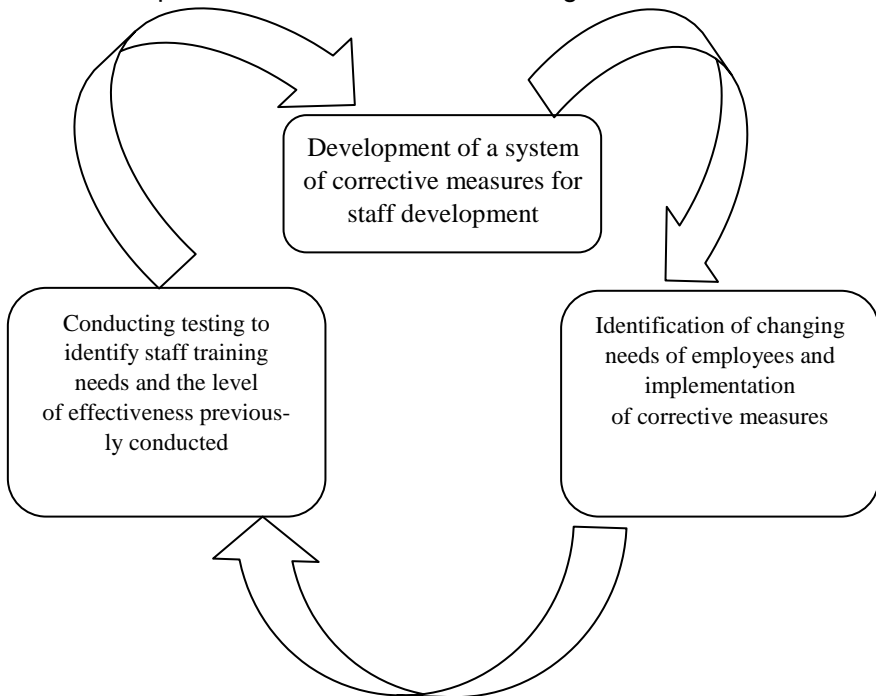 Development of a system
of corrective measures for
staff development
Conducting testing to
identify staff training
needs and the level
of effectiveness previous-
ly conducted
Identification of changing
needs of employees and
implementation
of corrective measures